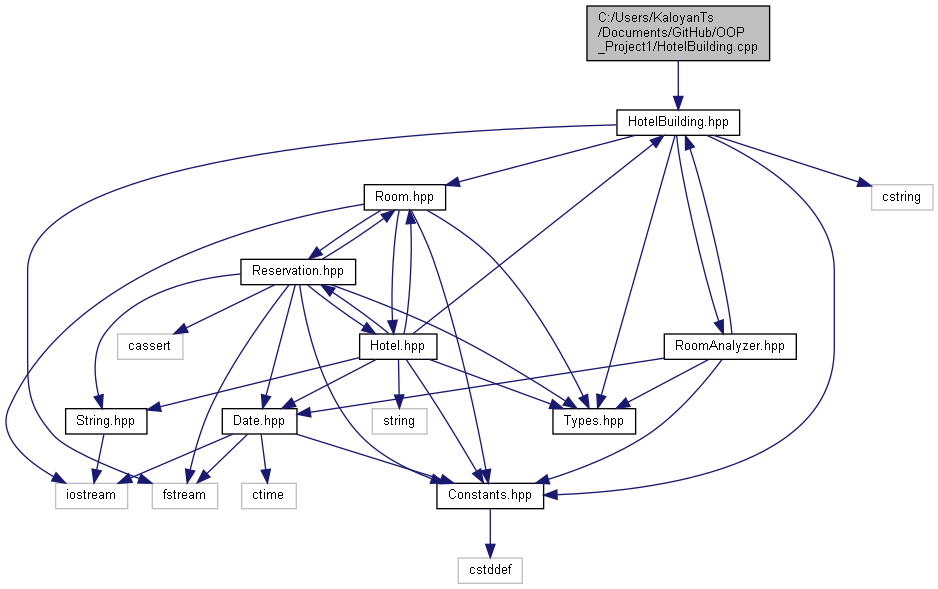 C:/Users/KaloyanTs
/Documents/GitHub/OOP
_Project1/HotelBuilding.cpp
HotelBuilding.hpp
Room.hpp
cstring
Reservation.hpp
cassert
Hotel.hpp
RoomAnalyzer.hpp
String.hpp
Date.hpp
string
Types.hpp
iostream
fstream
ctime
Constants.hpp
cstddef